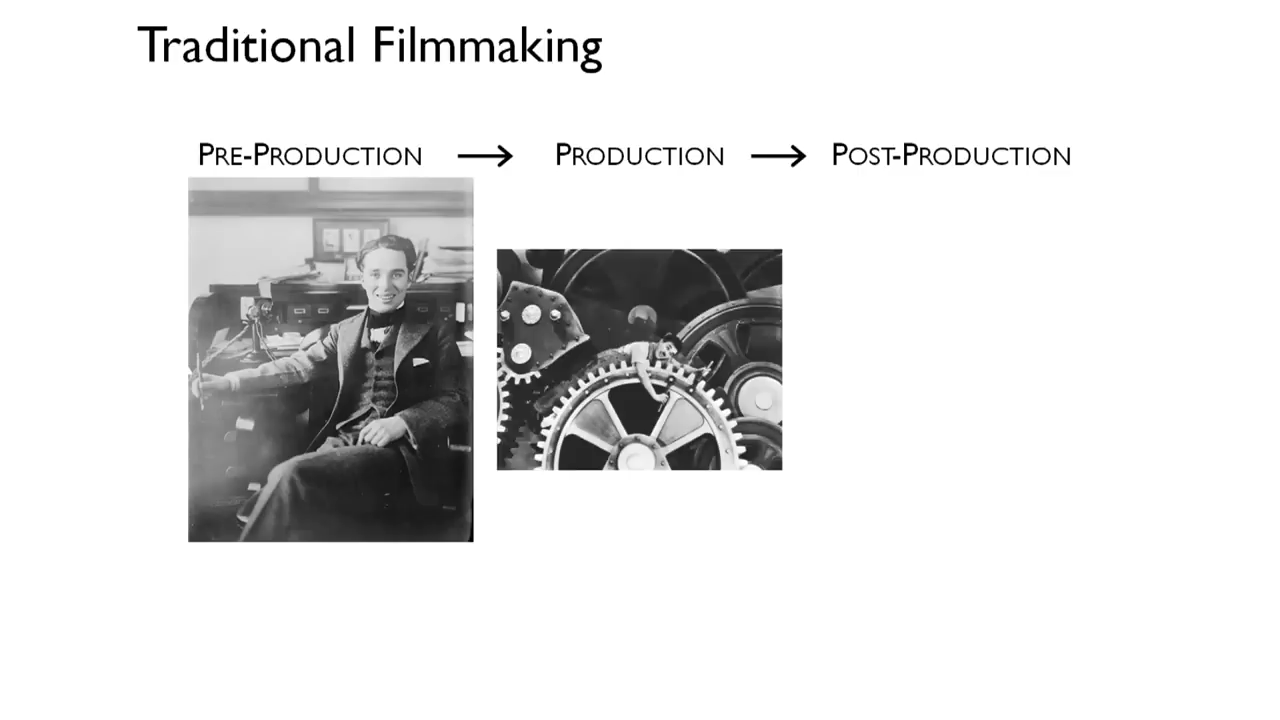 Traditional Filmmaking
PRE-PRODUCTION → PRODUCTION → POST-PRODUCTION